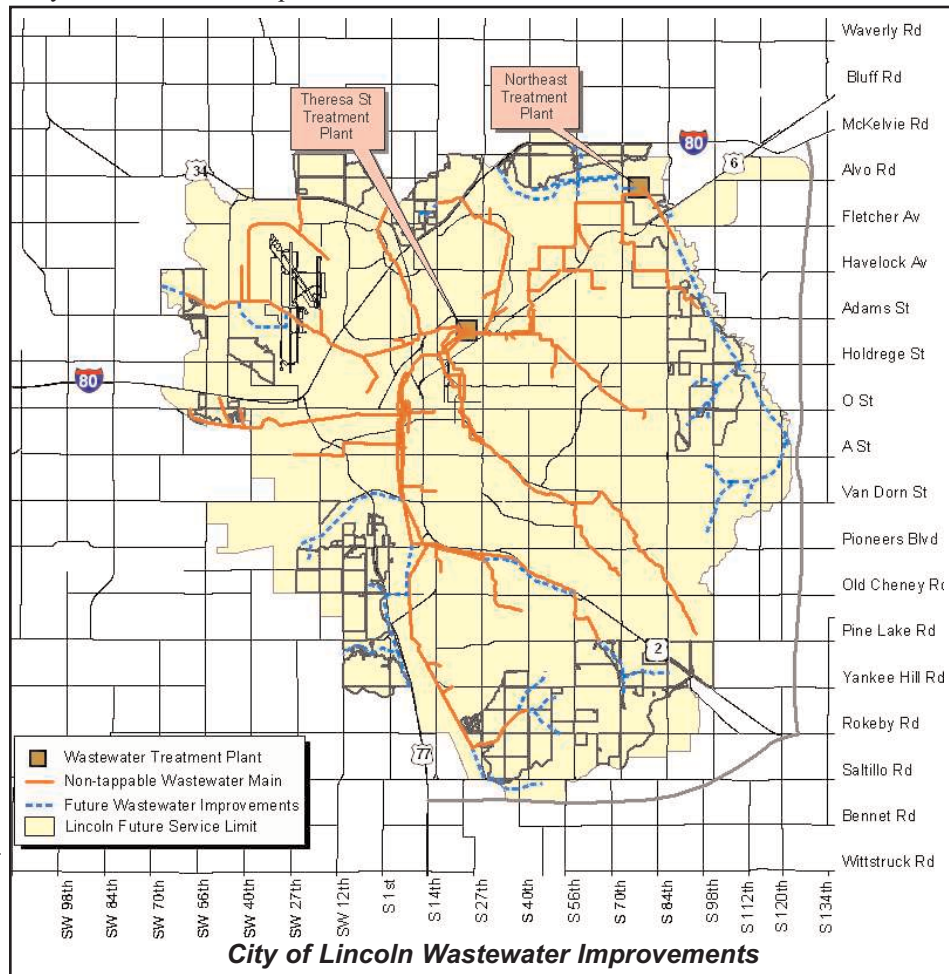 Waverly Rd
Bluff Rd
McKelvie Rd
Alvo Rd
Fletcher Av
Havelock Av
Adams St
Holdrege St
O St
A St
Van Dorn St
Pioneers Blvd
Old Cheney Rd
Pine Lake Rd
Yankee Hill Rd
Rokeby Rd
Saltillo Rd
Bennet Rd
Wittstruck Rd
Theresa St
Treatment
Plant
Northeast
Treatment
Plant
80
6
34
80
2
77
Wastewater Treatment Plant
Non-tappable Wastewater Main
Future Wastewater Improvements
Lincoln Future Service Limit
SW 98th
SW 84th
SW 70th
SW 56th
SW 40th
SW 27th
SW 12th
S 1st
S 14th
S 27th
S 40th
S 56th
S 70th
S 84th
S 98th
S 112th
S 120th
S 134th
City of Lincoln Wastewater Improvements